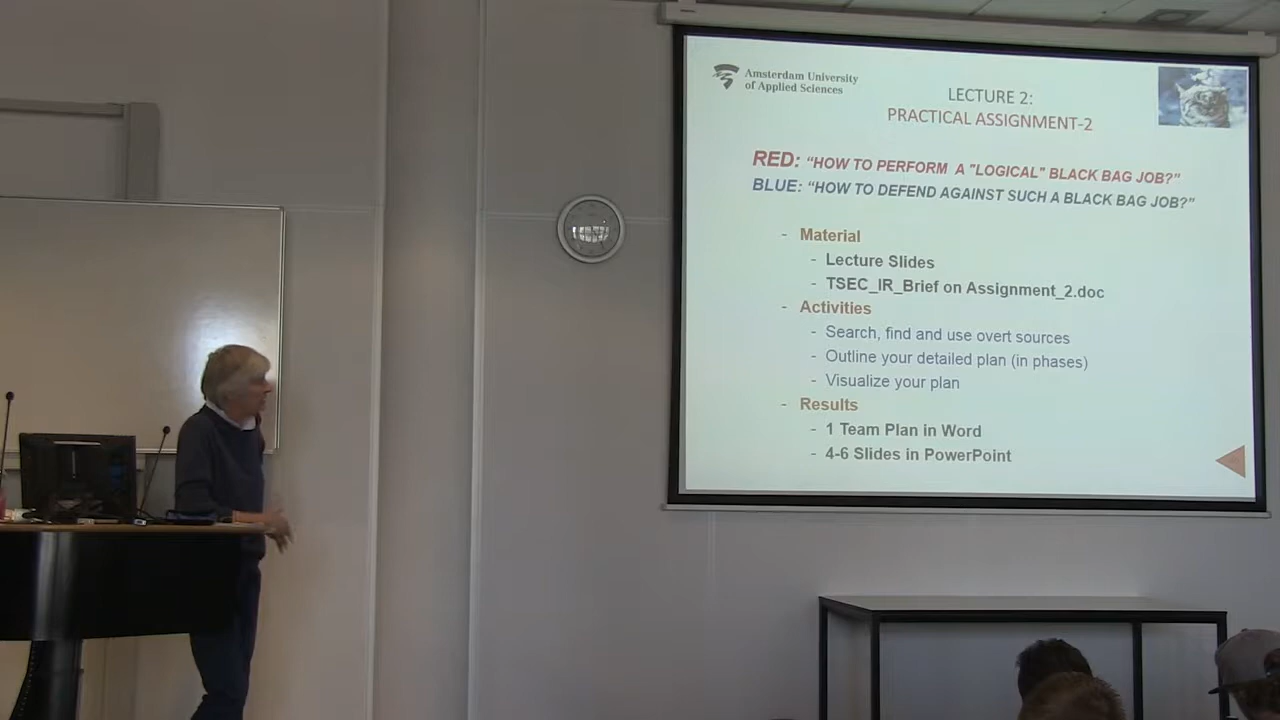 Amsterdam University
of Applied Sciences
LECTURE 2:
PRACTICAL ASSIGNMENT-2
RED: “HOW TO PERFORM A "LOGICAL" BLACK BAG JOB?”
BLUE: “HOW TO DEFEND AGAINST SUCH A BLACK BAG JOB?”
- Material
- Lecture Slides
- TSEC_IR_Brief on Assignment_2.doc
- Activities
- Search, find and use overt sources
- Outline your detailed plan (in phases)
- Visualize your plan
- Results
- 1 Team Plan in Word
- 4-6 Slides in PowerPoint